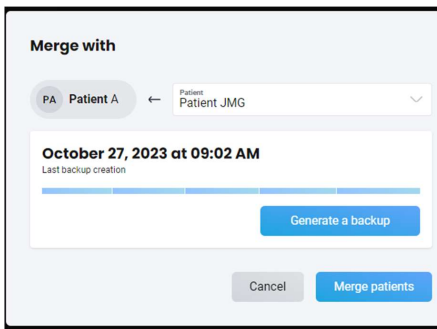 Merge with
PA Patient A ←
Patient
Patient JMG
October 27, 2023 at 09:02 AM
Last backup creation
Generate a backup
Cancel Merge patients